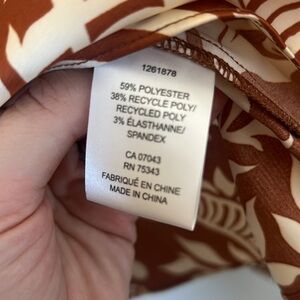 1261878
59% POLYESTER
38% RECYCLE POLY/
RECYCLED POLY
3% ÉLASTHANNE/
SPANDEX
CA 07043
RN 75343
FABRIQUÉ EN CHINE
MADE IN CHINA